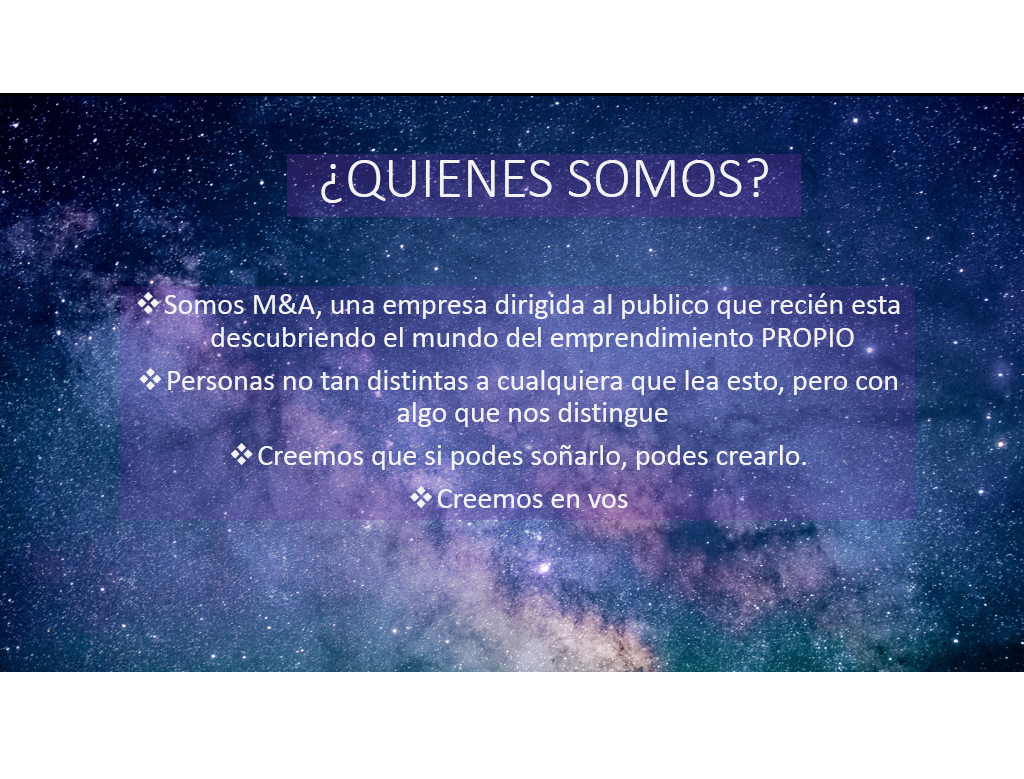 ¿QUIENES SOMOS?
❖Somos M&A, una empresa dirigida al publico que recién esta
descubriendo el mundo del emprendimiento PROPIO
❖Personas no tan distintas a cualquiera que lea esto, pero con
algo que nos distingue
❖Creemos que si podes soñarlo, podes crearlo.
❖Creemos en vos